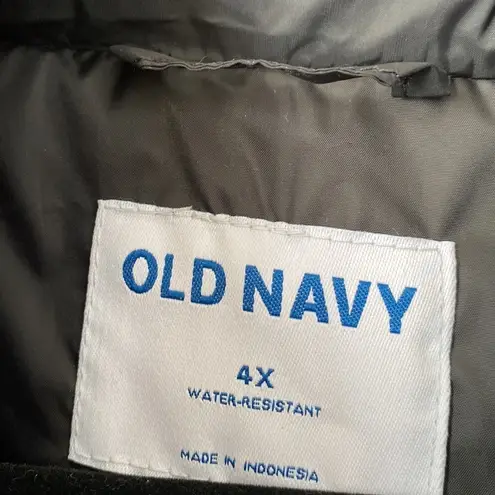 OLD NAVY
4X
WATER-RESISTANT
MADE IN INDONESIA